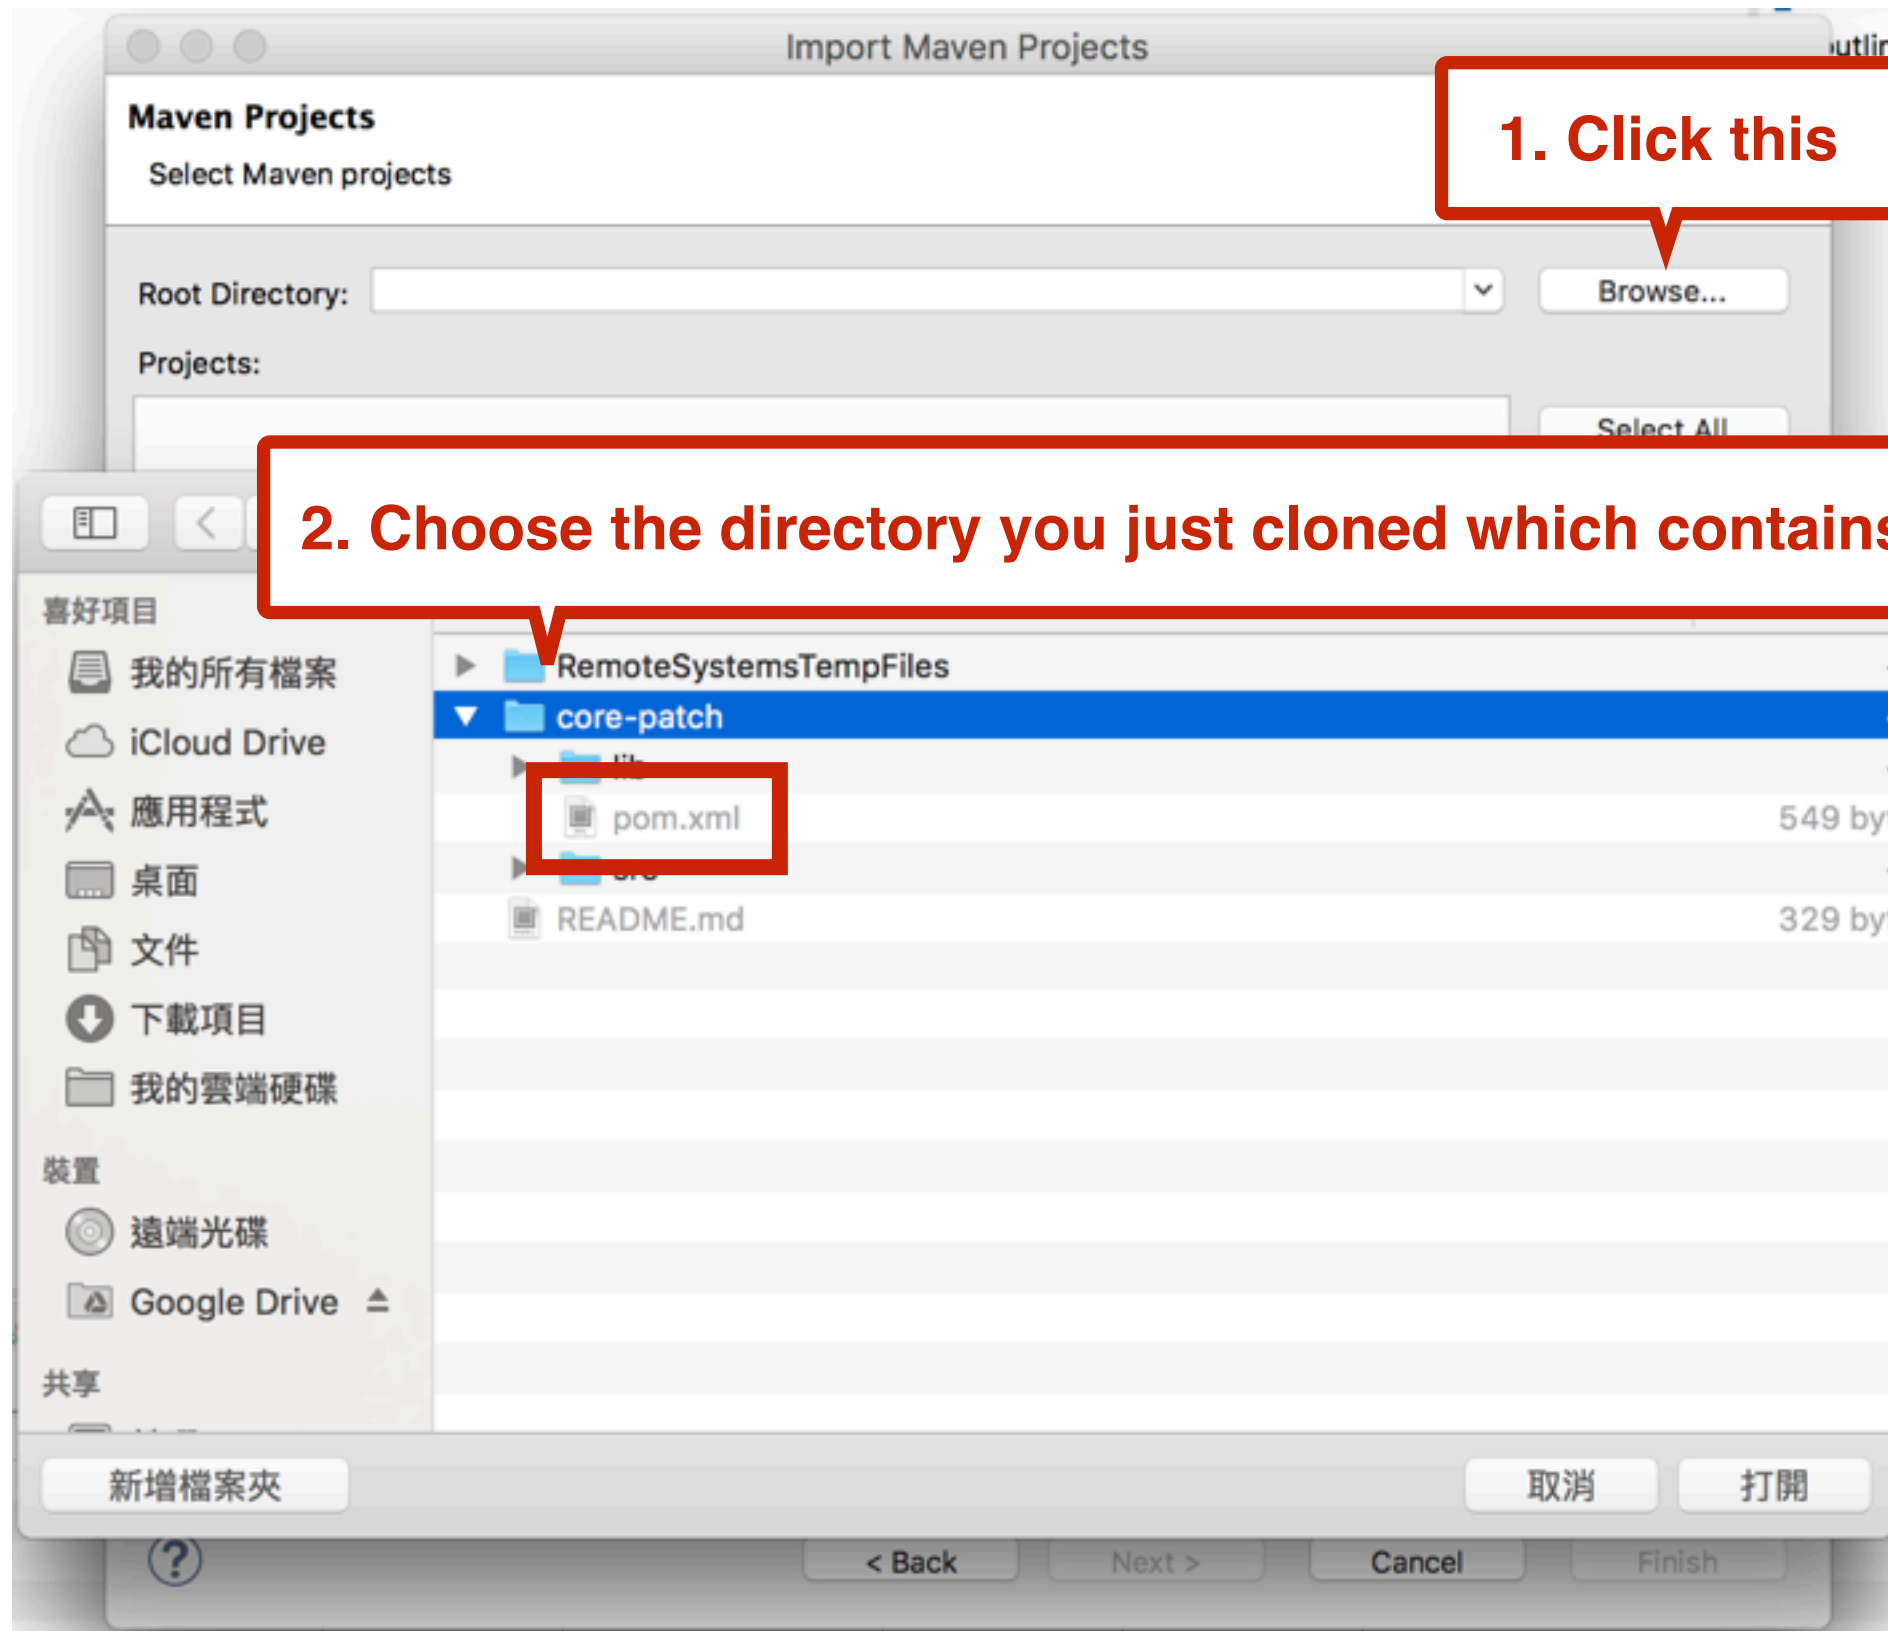 Import Maven Projects
Maven Projects
Select Maven projects
1. Click this
Root Directory:
Browse...
Projects:
Select All
2. Choose the directory you just cloned which contains
喜好項目
我的所有檔案
iCloud Drive
應用程式
桌面
文件
下載項目
我的雲端硬碟
裝置
遠端光碟
Google Drive
共享
RemoteSystemsTempFiles
core-patch
lib
pom.xml
549 by
src
README.md
329 by
新增檔案夾
取消
打開
?
< Back
Next >
Cancel
Finish